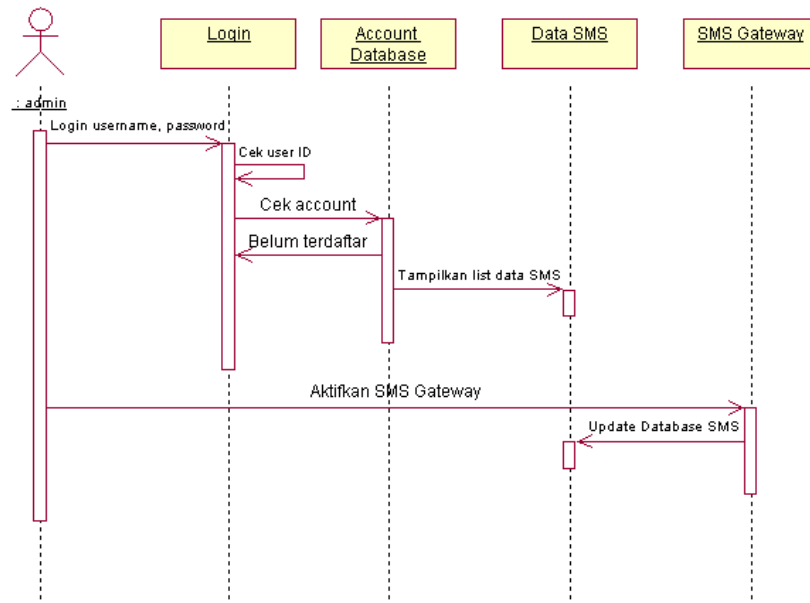 Login
Account
Database
Data SMS
SMS Gateway
: admin
Login username, password
Cek user ID
Cek account
Belum terdaftar
Tampilkan list data SMS
Aktifkan SMS Gateway
Update Database SMS